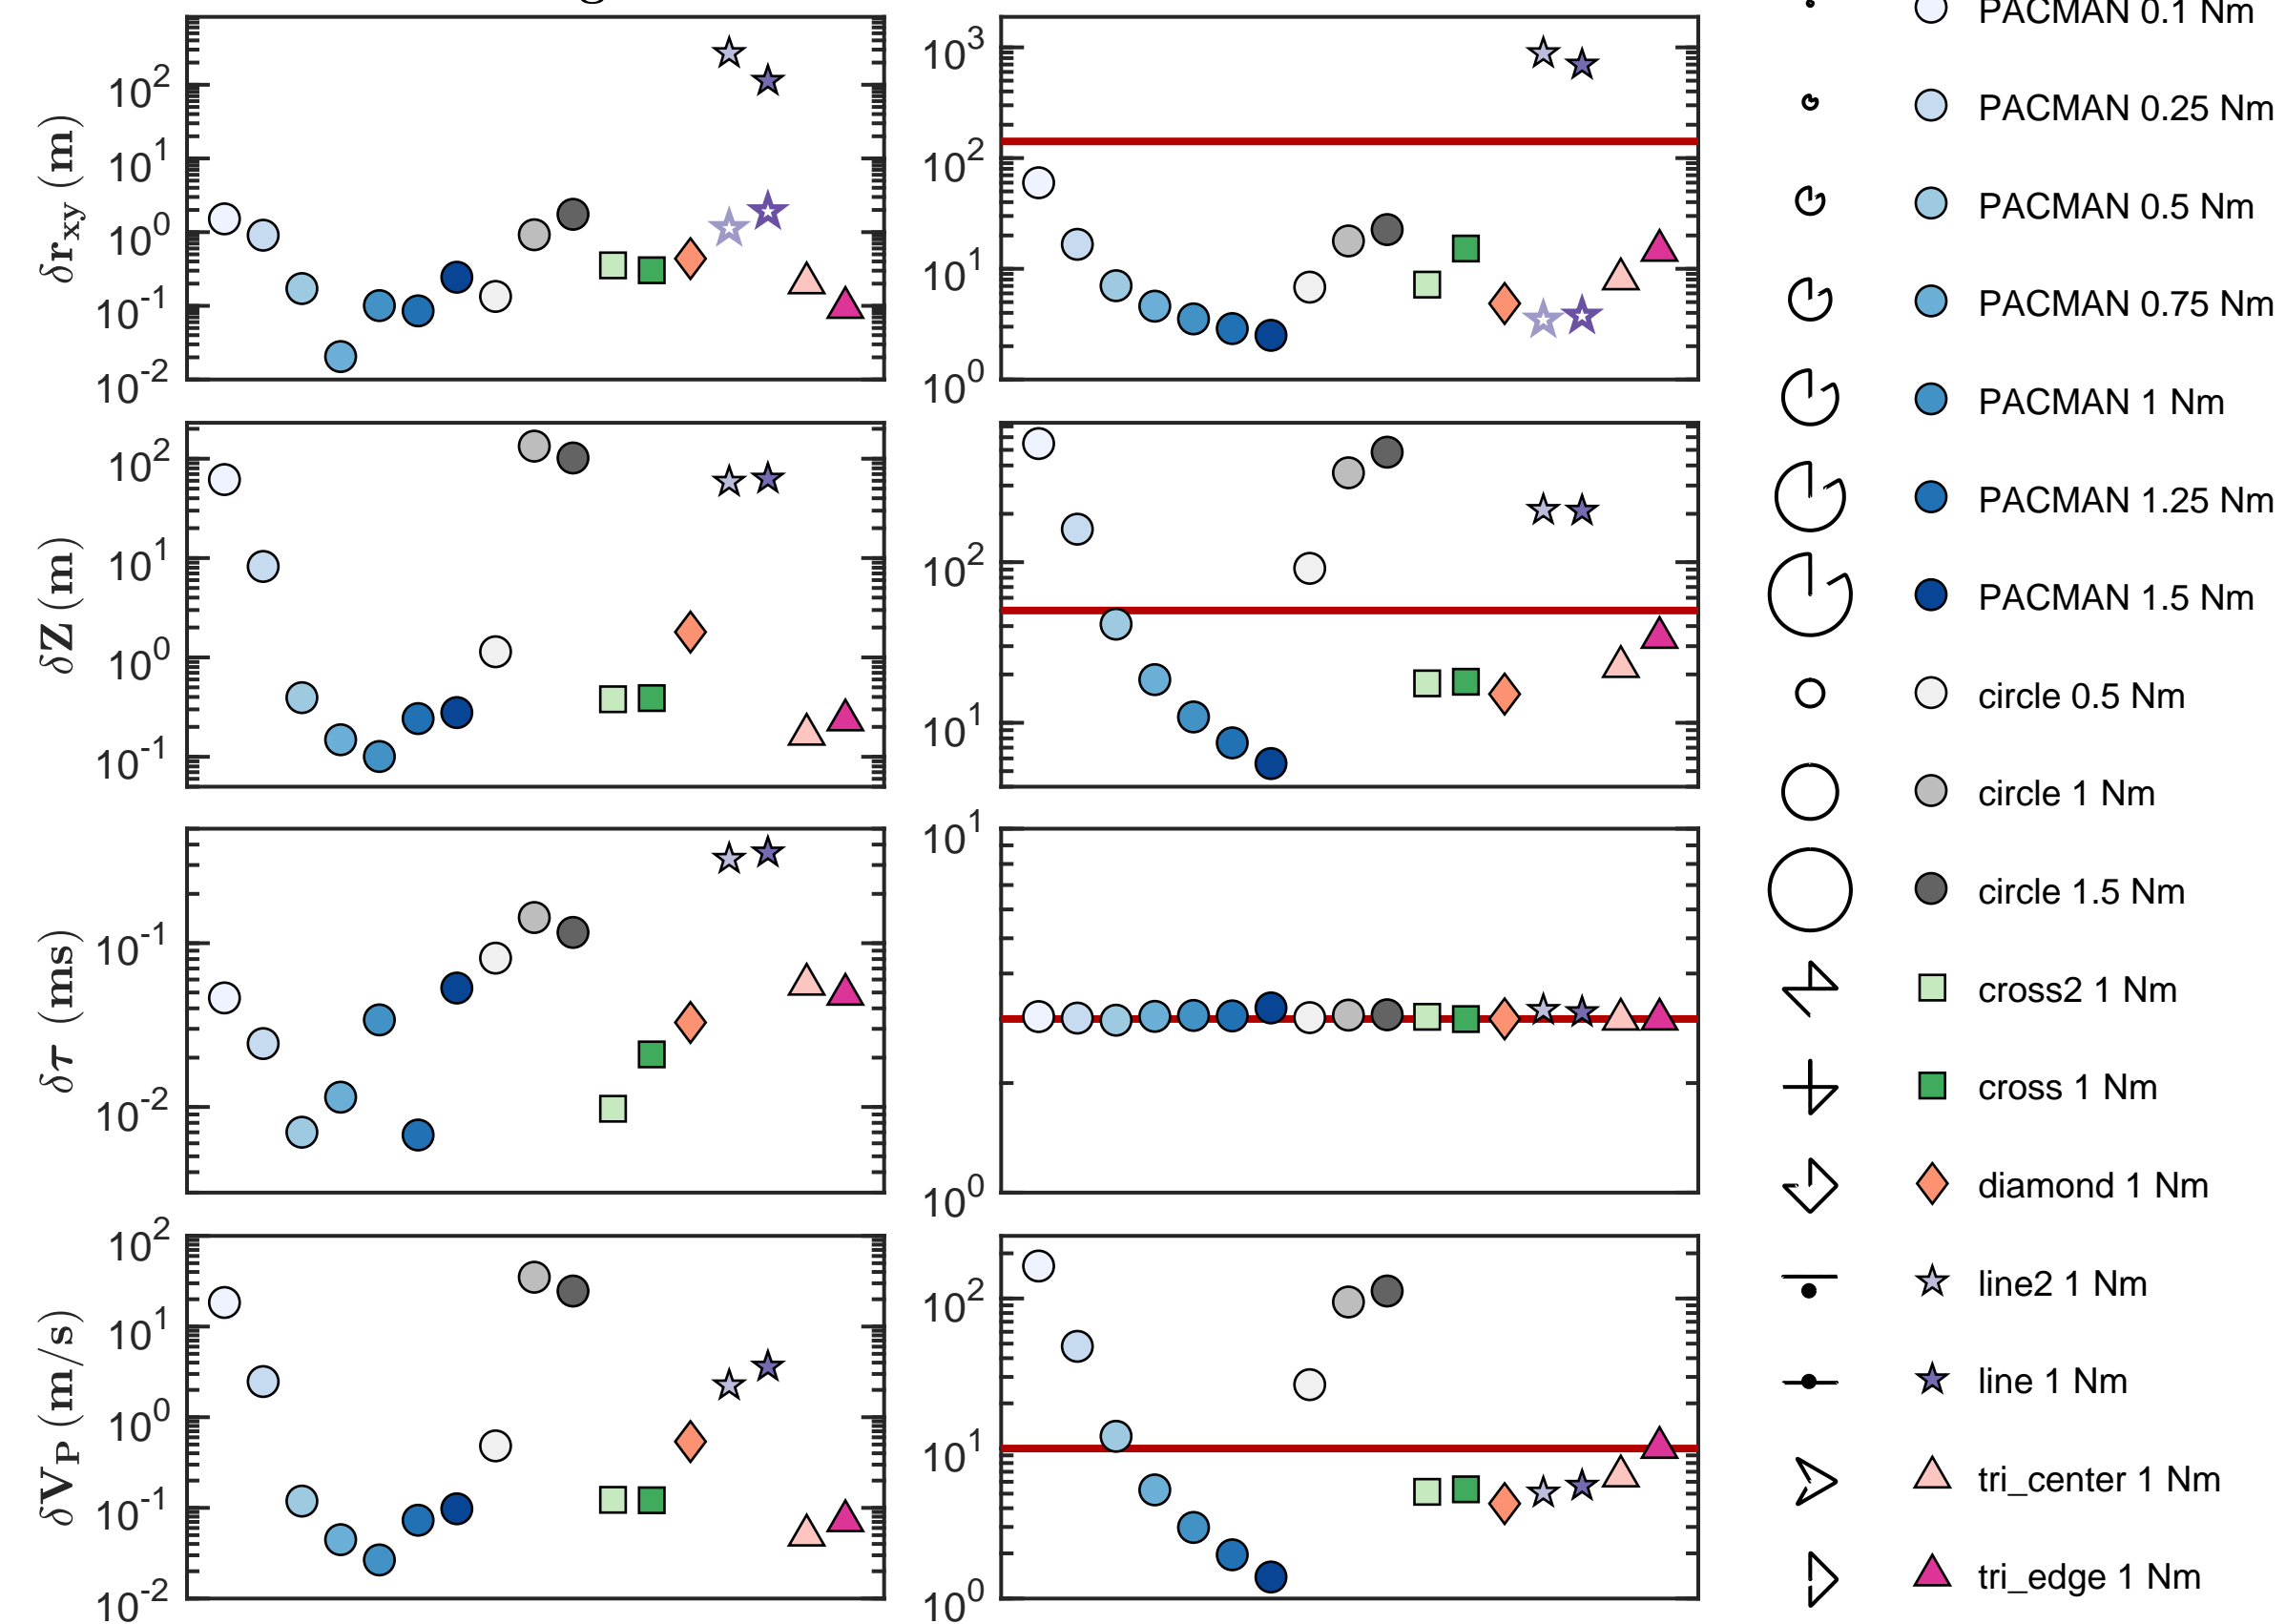 PACMAN 0.1 Nm
PACMAN 0.25 Nm
PACMAN 0.5 Nm
PACMAN 0.75 Nm
PACMAN 1 Nm
PACMAN 1.25 Nm
PACMAN 1.5 Nm
circle 0.5 Nm
circle 1 Nm
circle 1.5 Nm
cross2 1 Nm
cross 1 Nm
diamond 1 Nm
line2 1 Nm
line 1 Nm
tri_center 1 Nm
tri_edge 1 Nm
δr_xy (m)
10^2
10^1
10^0
10^-1
10^-2
10^3
10^2
10^1
10^0
δZ (m)
10^2
10^1
10^0
10^-1
10^2
10^1
δτ (ms)
10^-1
10^-2
10^1
10^0
δV_P (m/s)
10^2
10^1
10^0
10^-1
10^-2
10^2
10^1
10^0